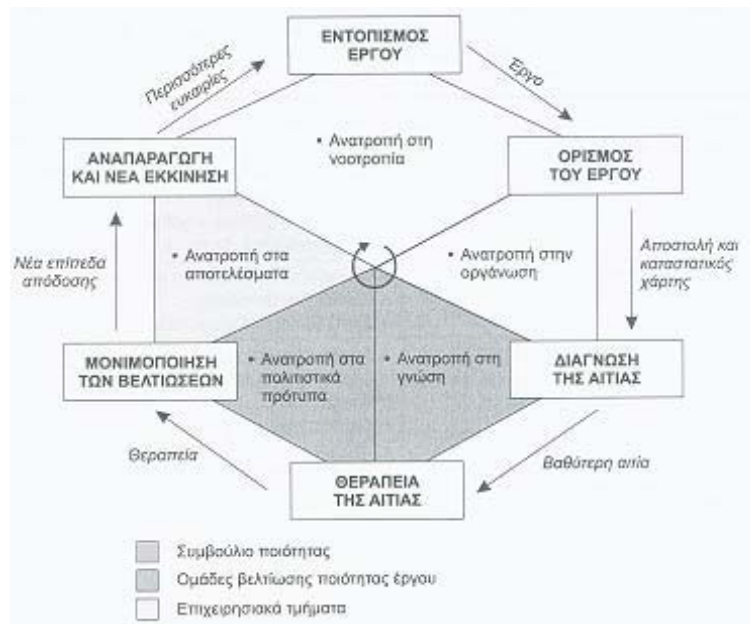 ΕΝΤΟΠΙΣΜΟΣ
ΕΡΓΟΥ
Περισσότερες
ευκαιρίες
Έργο
• Ανατροπή στη
νοοτροπία
ΑΝΑΠΑΡΑΓΩΓΗ
ΚΑΙ ΝΕΑ ΕΚΚΙΝΗΣΗ
ΟΡΙΣΜΟΣ
ΤΟΥ ΕΡΓΟΥ
Νέα επίπεδα
απόδοσης
• Ανατροπή στα
αποτελέσματα
• Ανατροπή στην
οργάνωση
Αποστολή και
καταστατικός
χάρτης
ΜΟΝΙΜΟΠΟΙΗΣΗ
ΤΩΝ ΒΕΛΤΙΩΣΕΩΝ
• Ανατροπή στα
πολιτιστικά
πρότυπα
• Ανατροπή στη
γνώση
ΔΙΑΓΝΩΣΗ
ΤΗΣ ΑΙΤΙΑΣ
Θεραπεία
ΘΕΡΑΠΕΙΑ
ΤΗΣ ΑΙΤΙΑΣ
Βαθύτερη αιτία
Συμβούλιο ποιότητας
Ομάδες βελτίωσης ποιότητας έργου
Επιχειρησιακά τμήματα